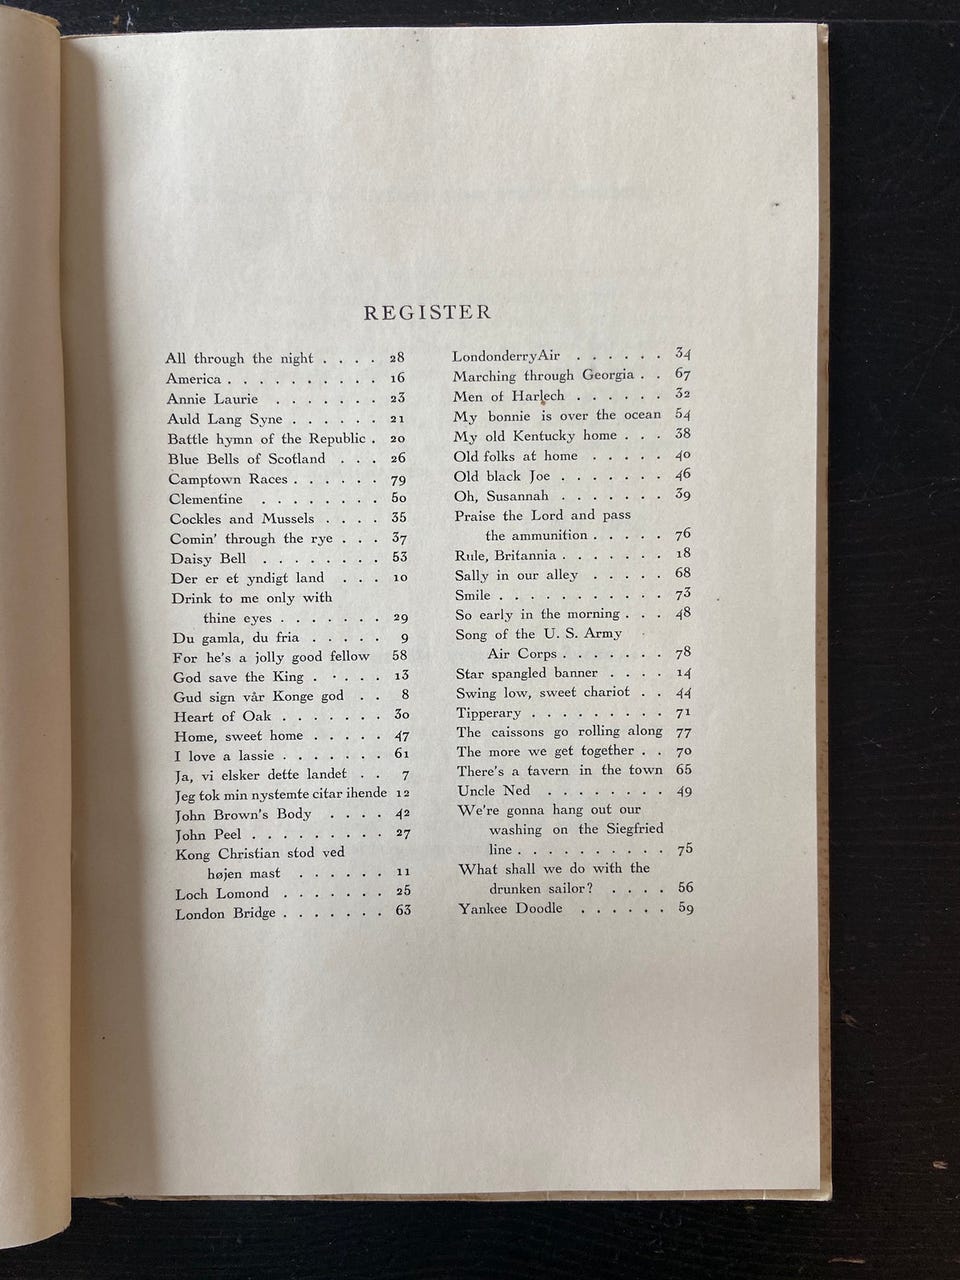 REGISTER
All through the night . . . . 28
America . . . . . . . . . . 16
Annie Laurie . . . . . . . 23
Auld Lang Syne . . . . . . 21
Battle hymn of the Republic . 20
Blue Bells of Scotland . . . 26
Camptown Races . . . . . . 79
Clementine . . . . . . . . 50
Cockles and Mussels . . . . 35
Comin' through the rye . . . 37
Daisy Bell . . . . . . . . 53
Der er et yndigt land . . . 10
Drink to me only with
thine eyes . . . . . . . 29
Du gamla, du fria . . . . . 9
For he's a jolly good fellow 58
God save the King . . . . . 13
Gud sign vår Konge god . . 8
Heart of Oak . . . . . . . 30
Home, sweet home . . . . . 47
I love a lassie . . . . . . . 61
Ja, vi elsker dette landet . . 7
Jeg tok min nystemte citar ihende 12
John Brown's Body . . . . 42
John Peel . . . . . . . . . 27
Kong Christian stod ved
højen mast . . . . . . 11
Loch Lomond . . . . . . . 25
London Bridge . . . . . . . 63
Londonderry Air . . . . . . 34
Marching through Georgia . . 67
Men of Harlech . . . . . . 32
My bonnie is over the ocean 54
My old Kentucky home . . . 38
Old folks at home . . . . . 40
Old black Joe . . . . . . . 46
Oh, Susannah . . . . . . . 39
Praise the Lord and pass
the ammunition . . . . . 76
Rule, Britannia . . . . . . . 18
Sally in our alley . . . . . 68
Smile . . . . . . . . . . . 73
So early in the morning . . . 48
Song of the U. S. Army
Air Corps . . . . . . . 78
Star spangled banner . . . . 14
Swing low, sweet chariot . . 44
Tipperary . . . . . . . . . 71
The caissons go rolling along 77
The more we get together . . 70
There's a tavern in the town 65
Uncle Ned . . . . . . . . 49
We're gonna hang out our
washing on the Siegfried
line . . . . . . . . . . 75
What shall we do with the
drunken sailor? . . . . 56
Yankee Doodle . . . . . . 59